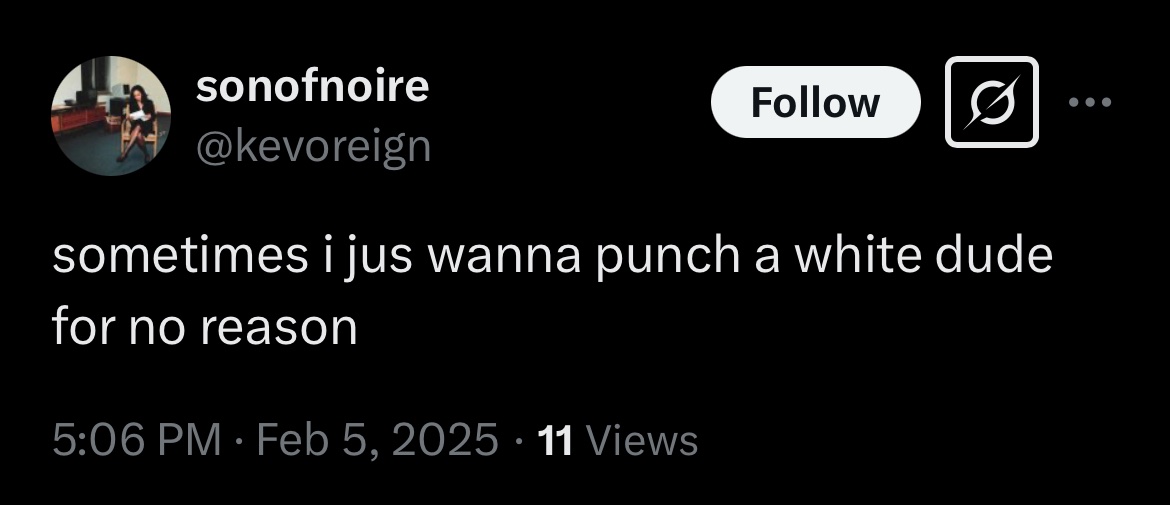 sonofnoire
@kevoreign
Follow
sometimes i jus wanna punch a white dude
for no reason
5:06 PM · Feb 5, 2025 · 11 Views